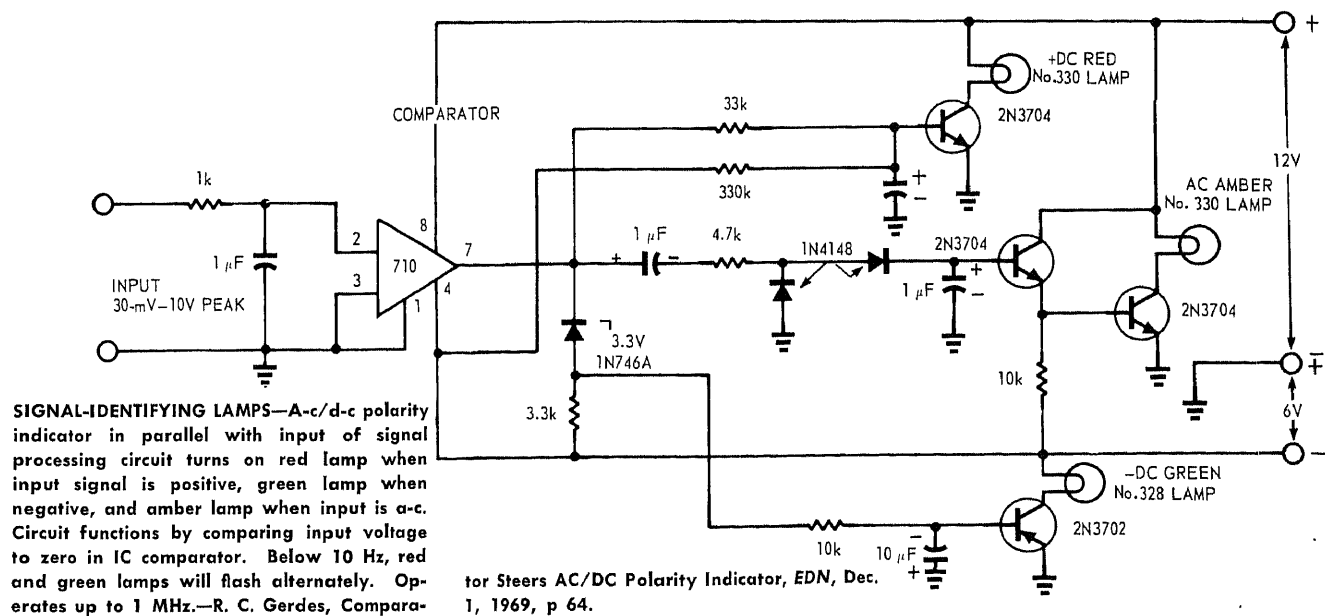 +DC RED
No.330 LAMP
+
COMPARATOR
33k
2N3704
12V
1k
330k
+
-
AC AMBER
No. 330 LAMP
8
2
7
1 µF
710
3
4
1
+
1 µF
-
4.7k
1N4148
2N3704
+
1 µF
-
2N3704
INPUT
30-mV–10V PEAK
3.3V
1N746A
10k
-
+
3.3k
6V
-
–DC GREEN
No.328 LAMP
2N3702
10k
-
10 µF
+
SIGNAL-IDENTIFYING LAMPS—A-c/d-c polarity
indicator in parallel with input of signal
processing circuit turns on red lamp when
input signal is positive, green lamp when
negative, and amber lamp when input is a-c.
Circuit functions by comparing input voltage
to zero in IC comparator. Below 10 Hz, red
and green lamps will flash alternately. Op-
erates up to 1 MHz.—R. C. Gerdes, Compara-
tor Steers AC/DC Polarity Indicator, EDN, Dec.
1, 1969, p 64.